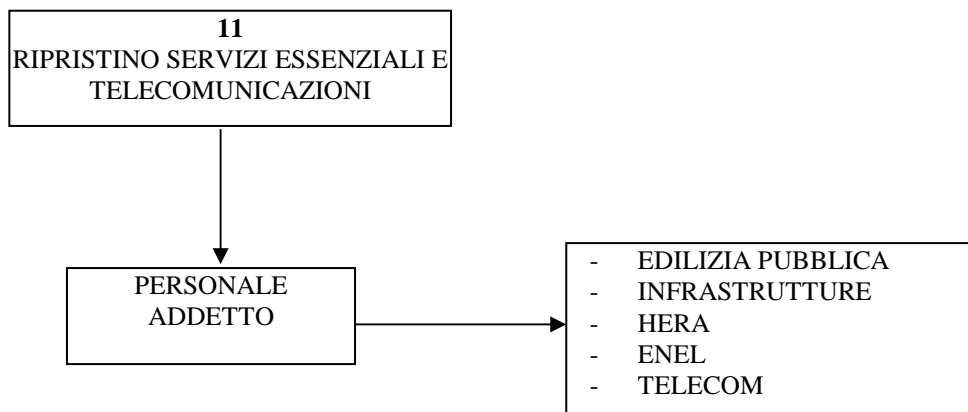 11
RIPRISTINO SERVIZI ESSENZIALI E
TELECOMUNICAZIONI
PERSONALE
ADDETTO
- EDILIZIA PUBBLICA
- INFRASTRUTTURE
- HERA
- ENEL
- TELECOM